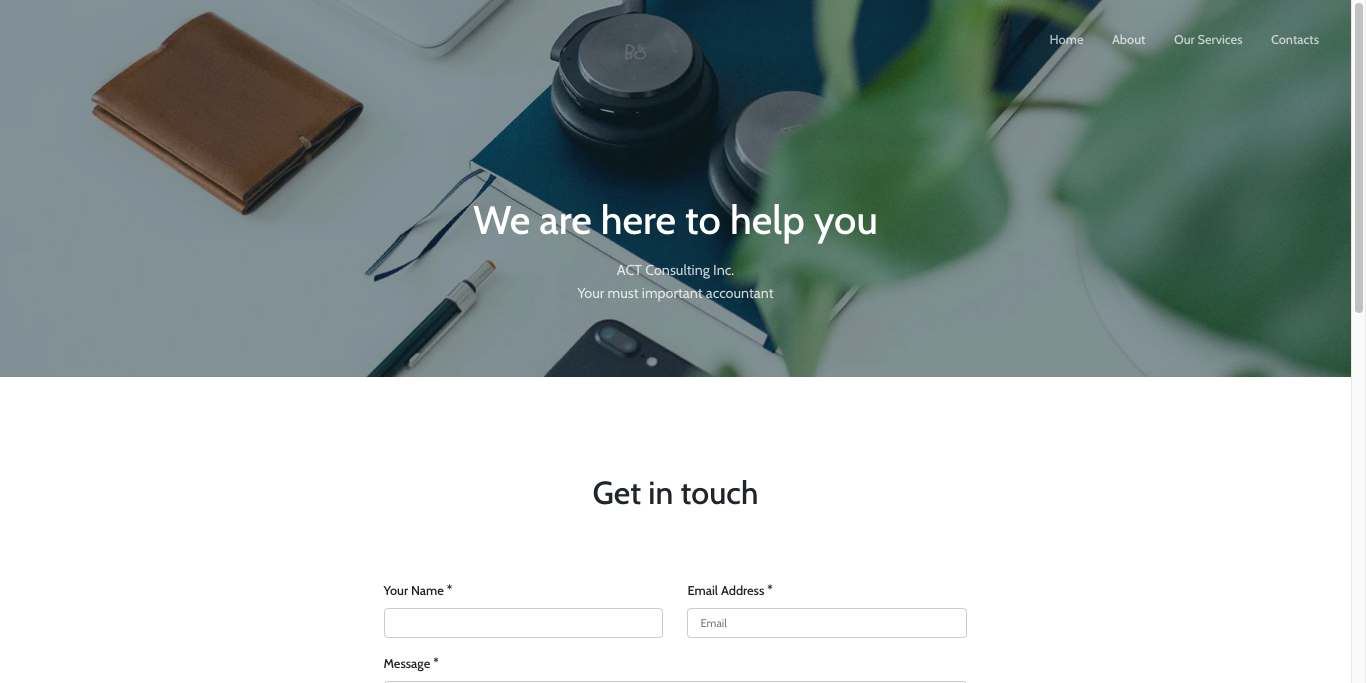 B&O
Home
About
Our Services
Contacts
We are here to help you
ACT Consulting Inc.
Your must important accountant
Get in touch
Your Name *
Email Address *
Email
Message *